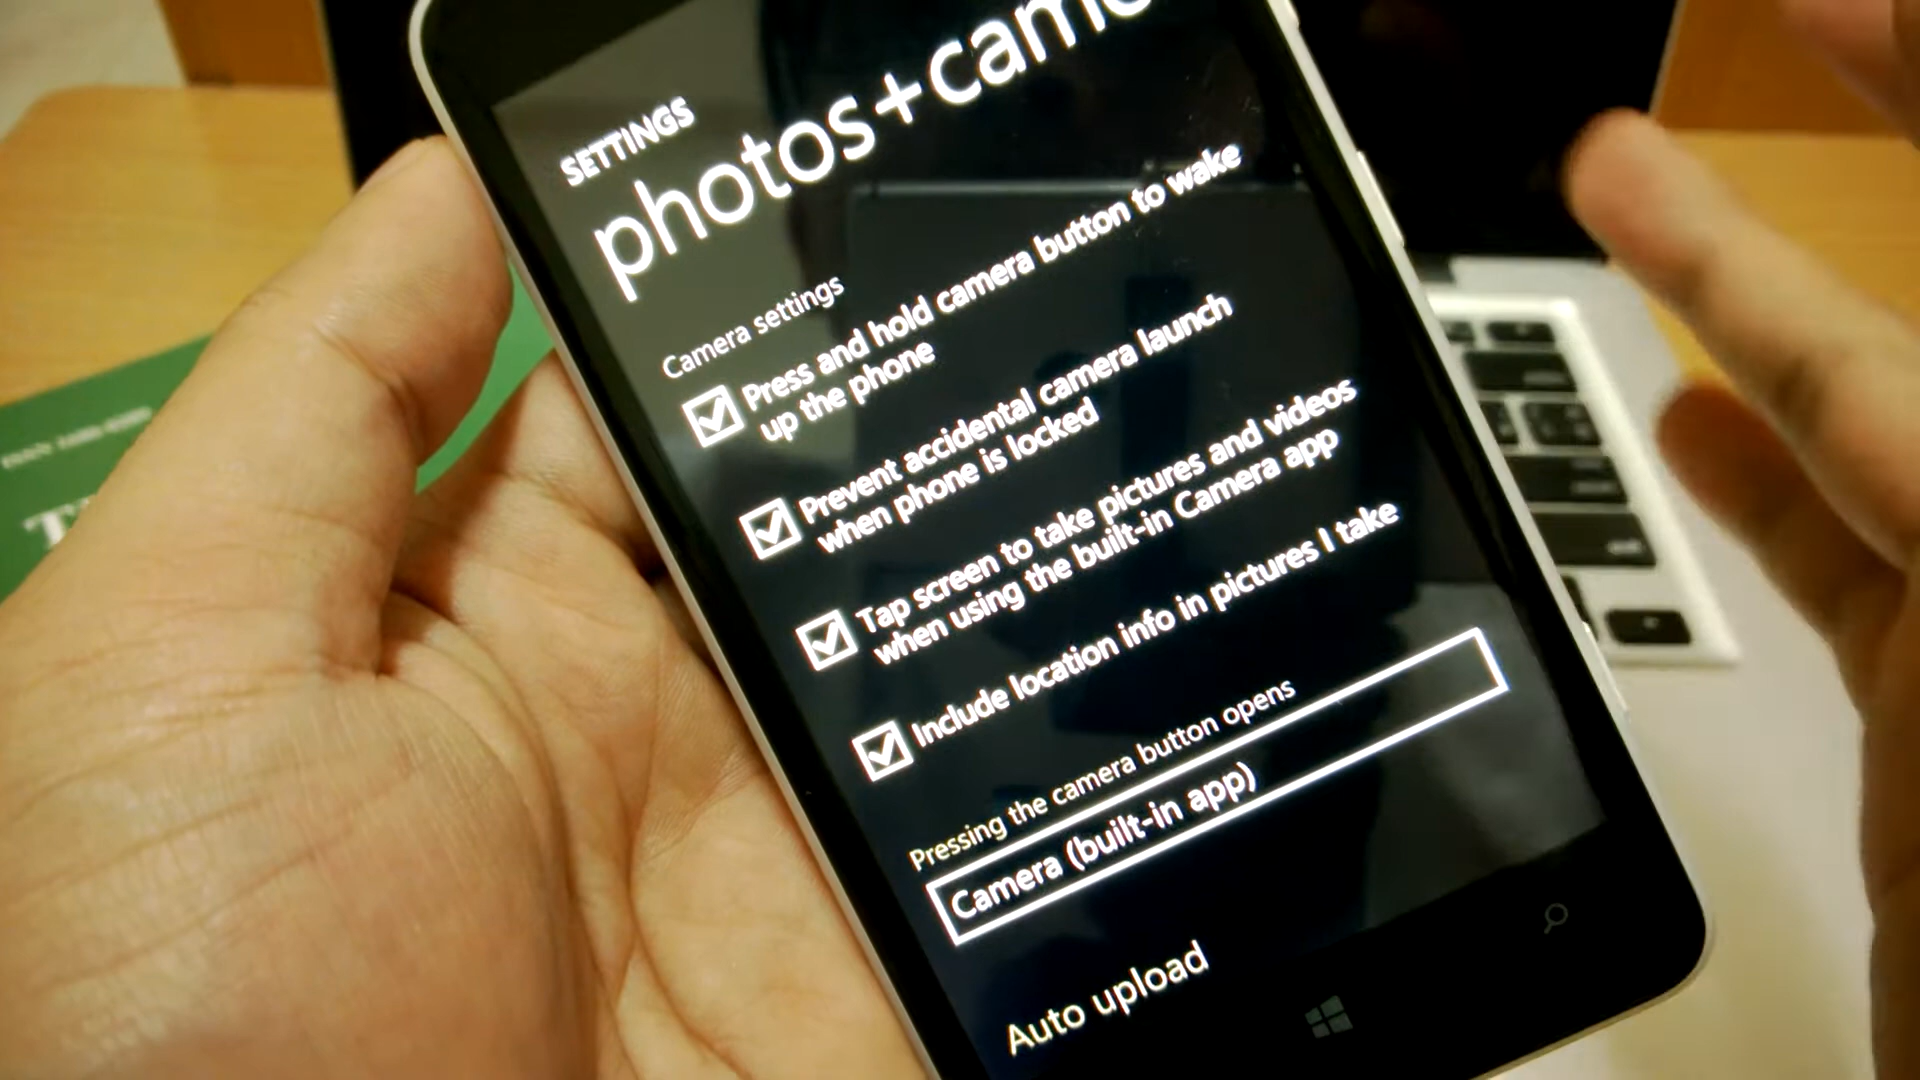 SETTINGS
photos+came
Camera settings
Press and hold camera button to wake
up the phone
Prevent accidental camera launch
when phone is locked
Tap screen to take pictures and videos
when using the built-in Camera app
Include location info in pictures I take
Pressing the camera button opens
Camera (built-in app)
Auto upload